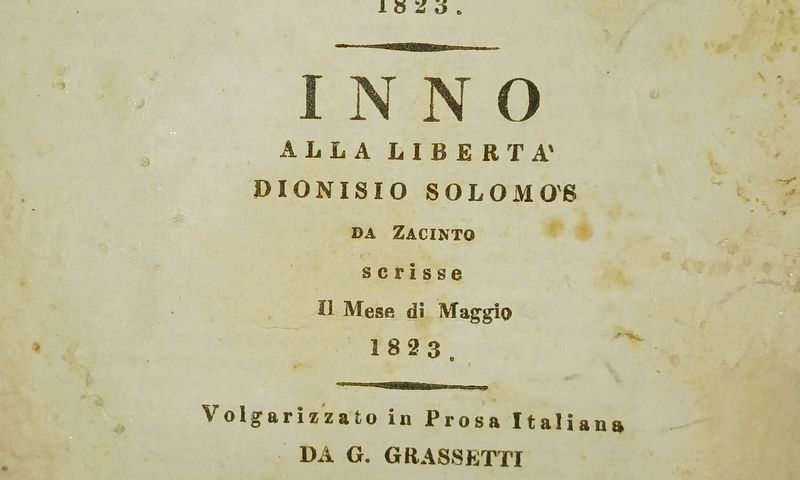 1823.
INNO
ALLA LIBERTA'
DIONISIO SOLOMO'S
DA ZACINTO
scrisse
Il Mese di Maggio
1823.
Volgarizzato in Prosa Italiana
DA G. GRASSETTI